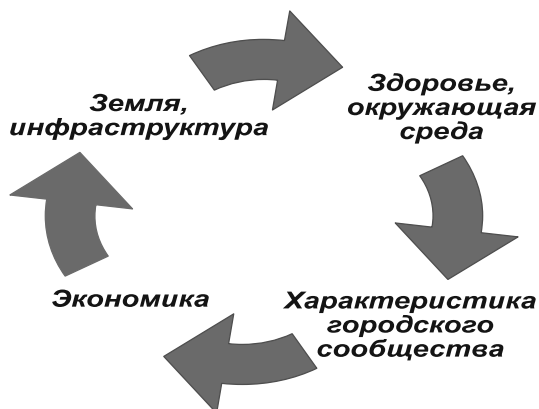 Земля,
инфраструктура
Здоровье,
окружающая
среда
Экономика
Характеристика
городского
сообщества